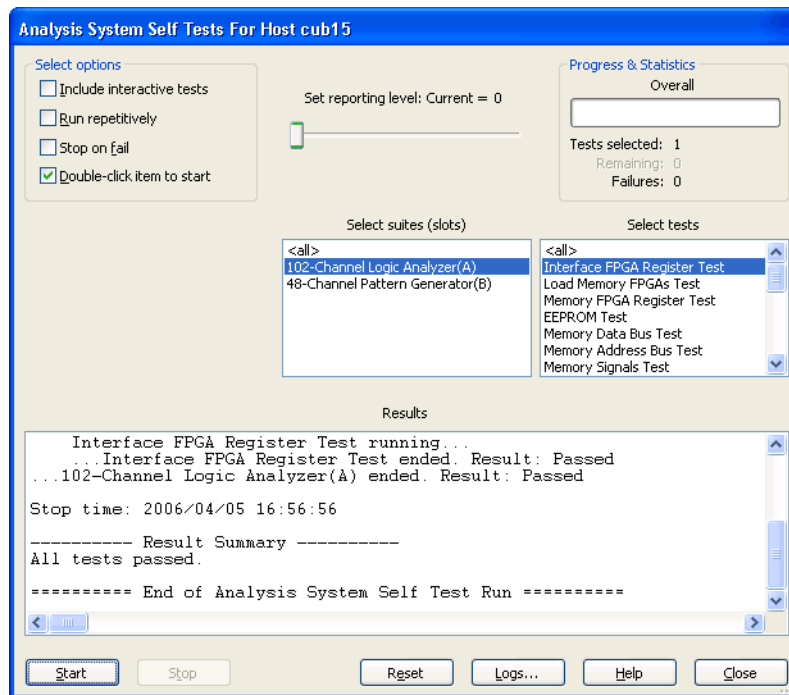 Analysis System Self Tests For Host cub15
Select options
Include interactive tests
Run repetitively
Stop on fail
Double-click item to start
Set reporting level: Current = 0
Progress & Statistics
Overall
Tests selected: 1
Remaining: 0
Failures: 0
Select suites (slots)
<all>
102-Channel Logic Analyzer(A)
48-Channel Pattern Generator(B)
Select tests
<all>
Interface FPGA Register Test
Load Memory FPGAs Test
Memory FPGA Register Test
EEPROM Test
Memory Data Bus Test
Memory Address Bus Test
Memory Signals Test
Results
Interface FPGA Register Test running...
...Interface FPGA Register Test ended. Result: Passed
...102-Channel Logic Analyzer(A) ended. Result: Passed
Stop time: 2006/04/05 16:56:56
---------- Result Summary ----------
All tests passed.
========== End of Analysis System Self Test Run ==========
Start
Stop
Reset
Logs...
Help
Close